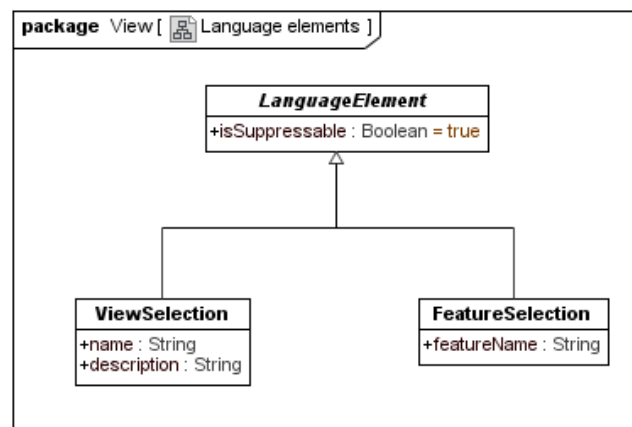 package View [ Language elements ]
LanguageElement
+isSuppressable : Boolean = true
ViewSelection
+name : String
+description : String
FeatureSelection
+featureName : String